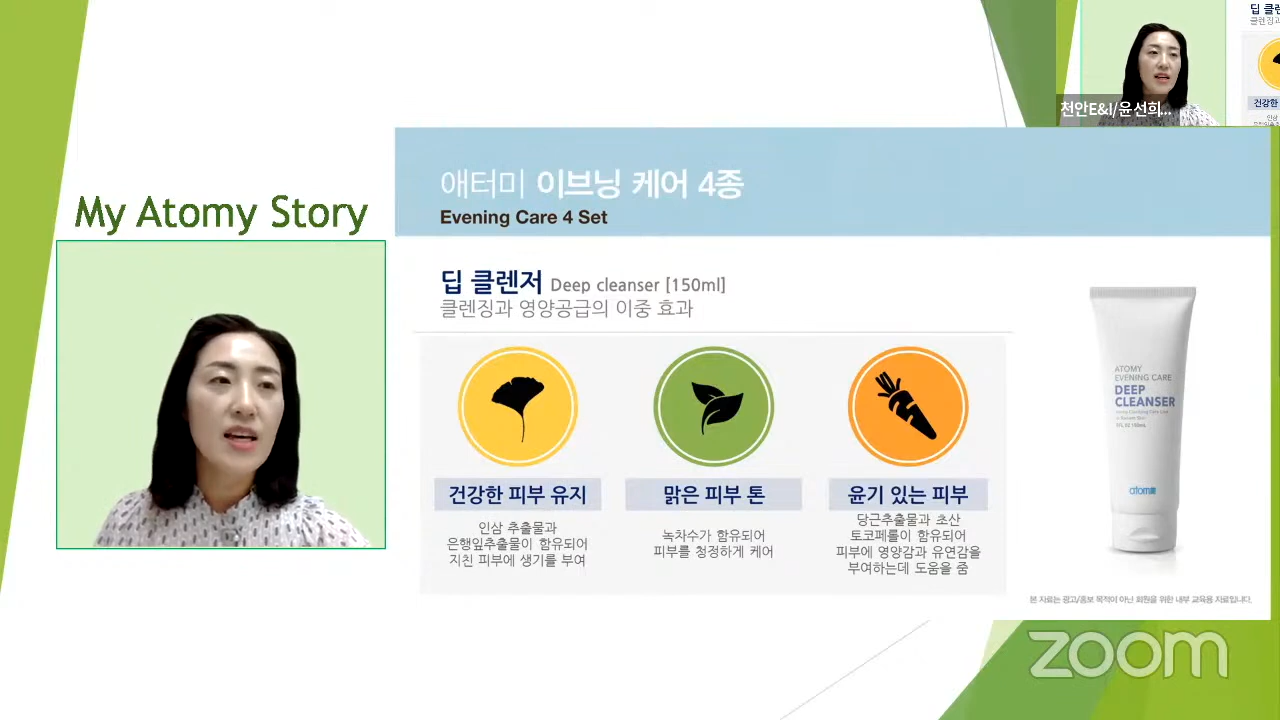 딥 클렌
천안E&I/윤선희...
건강한
My Atomy Story
애터미 이브닝 케어 4종
Evening Care 4 Set
딥 클렌저 Deep cleanser [150ml]
클렌징과 영양공급의 이중 효과
건강한 피부 유지
인삼 추출물과
은행잎추출물이 함유되어
지친 피부에 생기를 부여
맑은 피부 톤
녹차수가 함유되어
피부를 청정하게 케어
윤기 있는 피부
당근추출물과 초산
토코페롤이 함유되어
피부에 영양감과 유연감을
부여하는데 도움을 줌
ATOMY
EVENING CARE
DEEP
CLEANSER
본 자료는 광고/홍보 목적이 아닌 회원을 위한 내부 교육용 자료입니다.
zoom